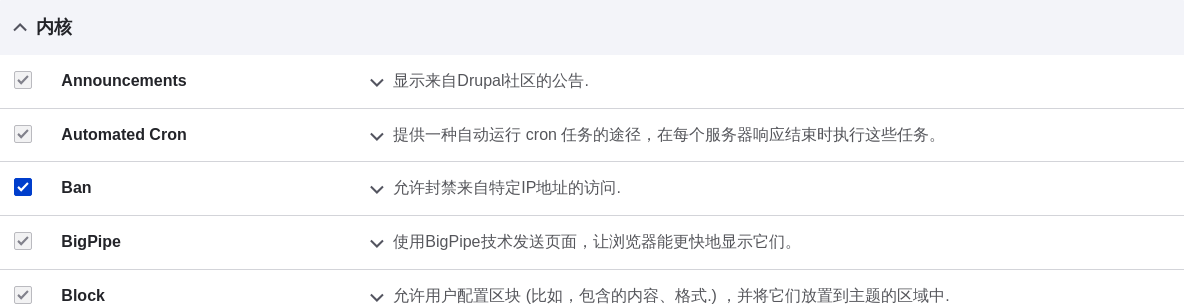 内核
Announcements 显示来自Drupal社区的公告.
Automated Cron 提供一种自动运行 cron 任务的途径，在每个服务器响应结束时执行这些任务。
Ban 允许封禁来自特定IP地址的访问.
BigPipe 使用BigPipe技术发送页面，让浏览器能更快地显示它们。
Block 允许用户配置区块 (比如，包含的内容、格式.) ，并将它们放置到主题的区域中.